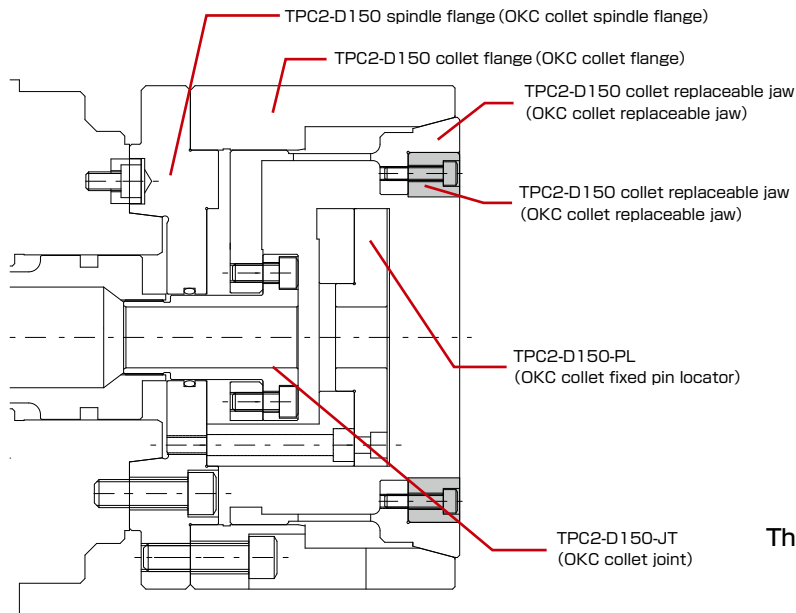 TPC2-D150 spindle flange (OKC collet spindle flange)
TPC2-D150 collet flange (OKC collet flange)
TPC2-D150 collet replaceable jaw
(OKC collet replaceable jaw)
TPC2-D150 collet replaceable jaw
(OKC collet replaceable jaw)
TPC2-D150-PL
(OKC collet fixed pin locator)
TPC2-D150-JT
(OKC collet joint)
Th